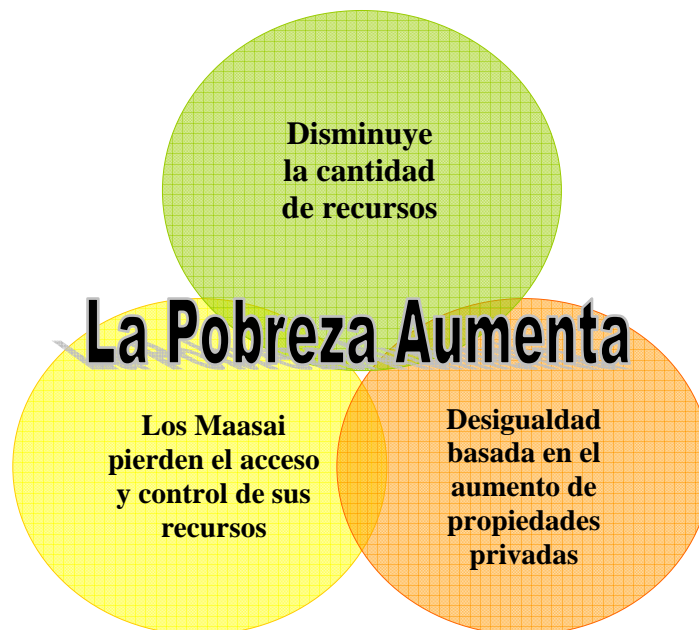 Disminuye
la cantidad
de recursos
La Pobreza Aumenta
Los Maasai
pierden el acceso
y control de sus
recursos
Desigualdad
basada en el
aumento de
propiedades
privadas